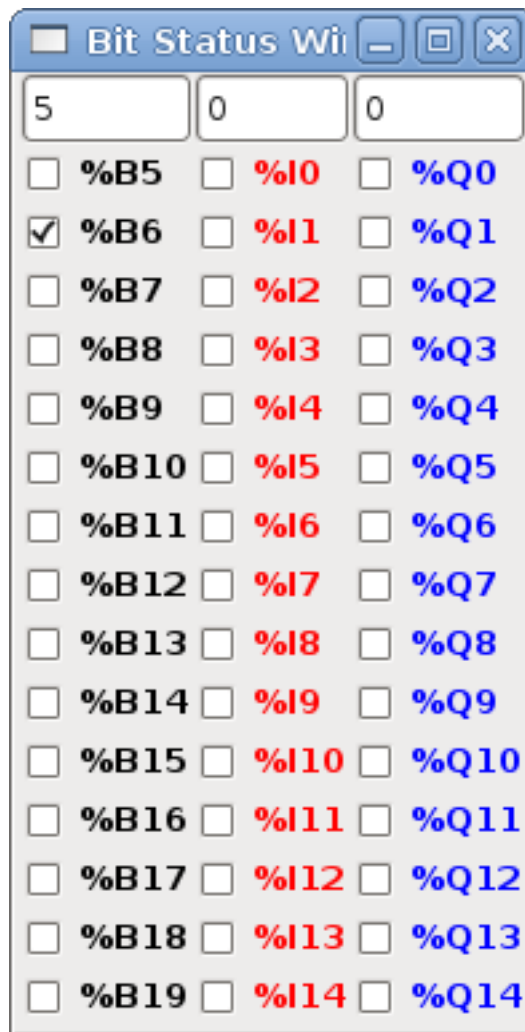 Bit Status Wi
5 0 0
%B5 %I0 %Q0
%B6 %I1 %Q1
%B7 %I2 %Q2
%B8 %I3 %Q3
%B9 %I4 %Q4
%B10 %I5 %Q5
%B11 %I6 %Q6
%B12 %I7 %Q7
%B13 %I8 %Q8
%B14 %I9 %Q9
%B15 %I10 %Q10
%B16 %I11 %Q11
%B17 %I12 %Q12
%B18 %I13 %Q13
%B19 %I14 %Q14